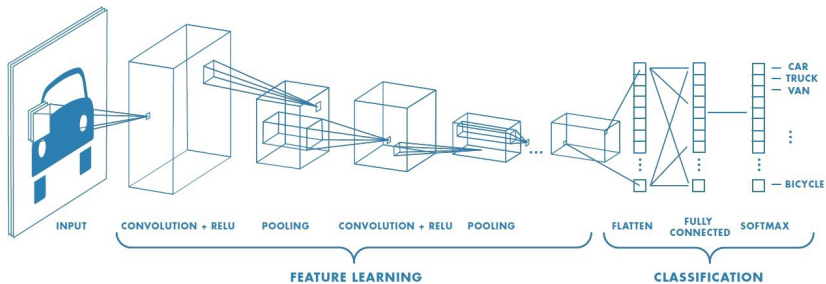 CAR
TRUCK
VAN
BICYCLE
INPUT
CONVOLUTION + RELU
POOLING
CONVOLUTION + RELU
POOLING
FLATTEN
FULLY
CONNECTED
SOFTMAX
FEATURE LEARNING
CLASSIFICATION